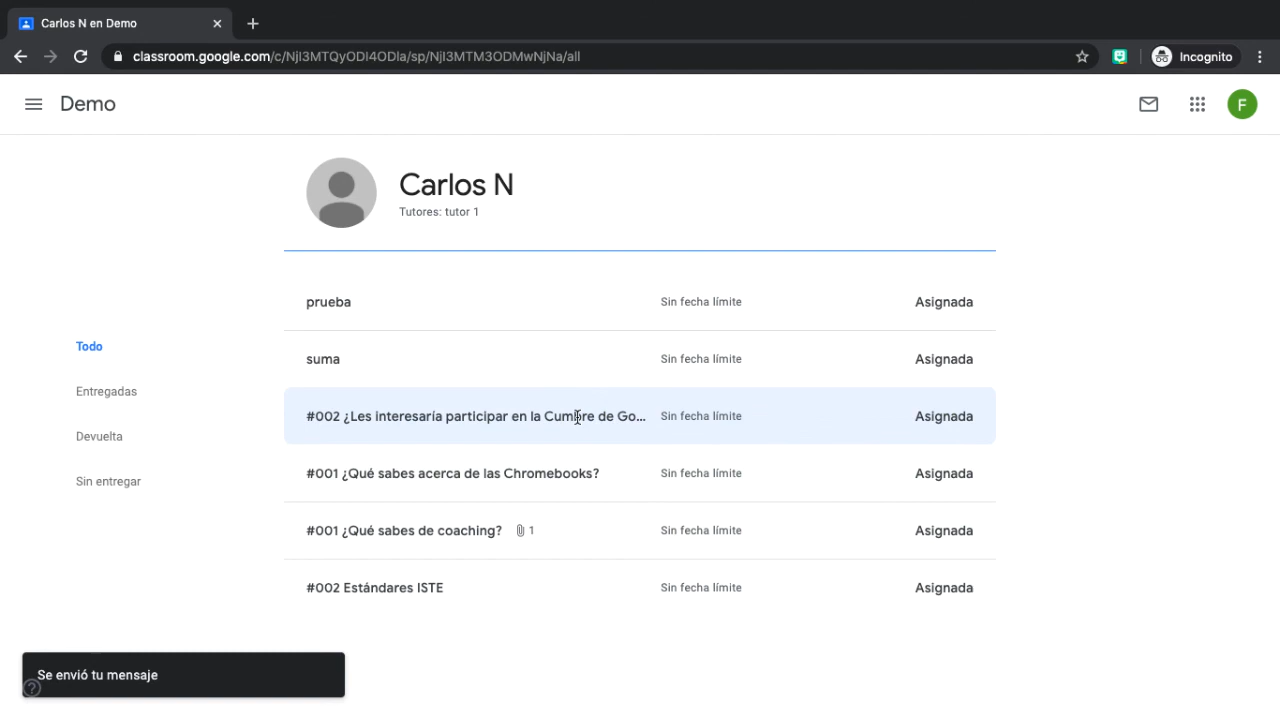 Carlos N en Demo
classroom.google.com/c/NjI3MTQyODI4ODIa/sp/NjI3MTM3ODMwNjNa/all
Incognito
Demo
F
Carlos N
Tutores: tutor 1
prueba Sin fecha límite Asignada
suma Sin fecha límite Asignada
#002 ¿Les interesaría participar en la Cumbre de Go... Sin fecha límite Asignada
#001 ¿Qué sabes acerca de las Chromebooks? Sin fecha límite Asignada
#001 ¿Qué sabes de coaching? 1 Sin fecha límite Asignada
#002 Estándares ISTE Sin fecha límite Asignada
Todo
Entregadas
Devuelta
Sin entregar
Se envió tu mensaje